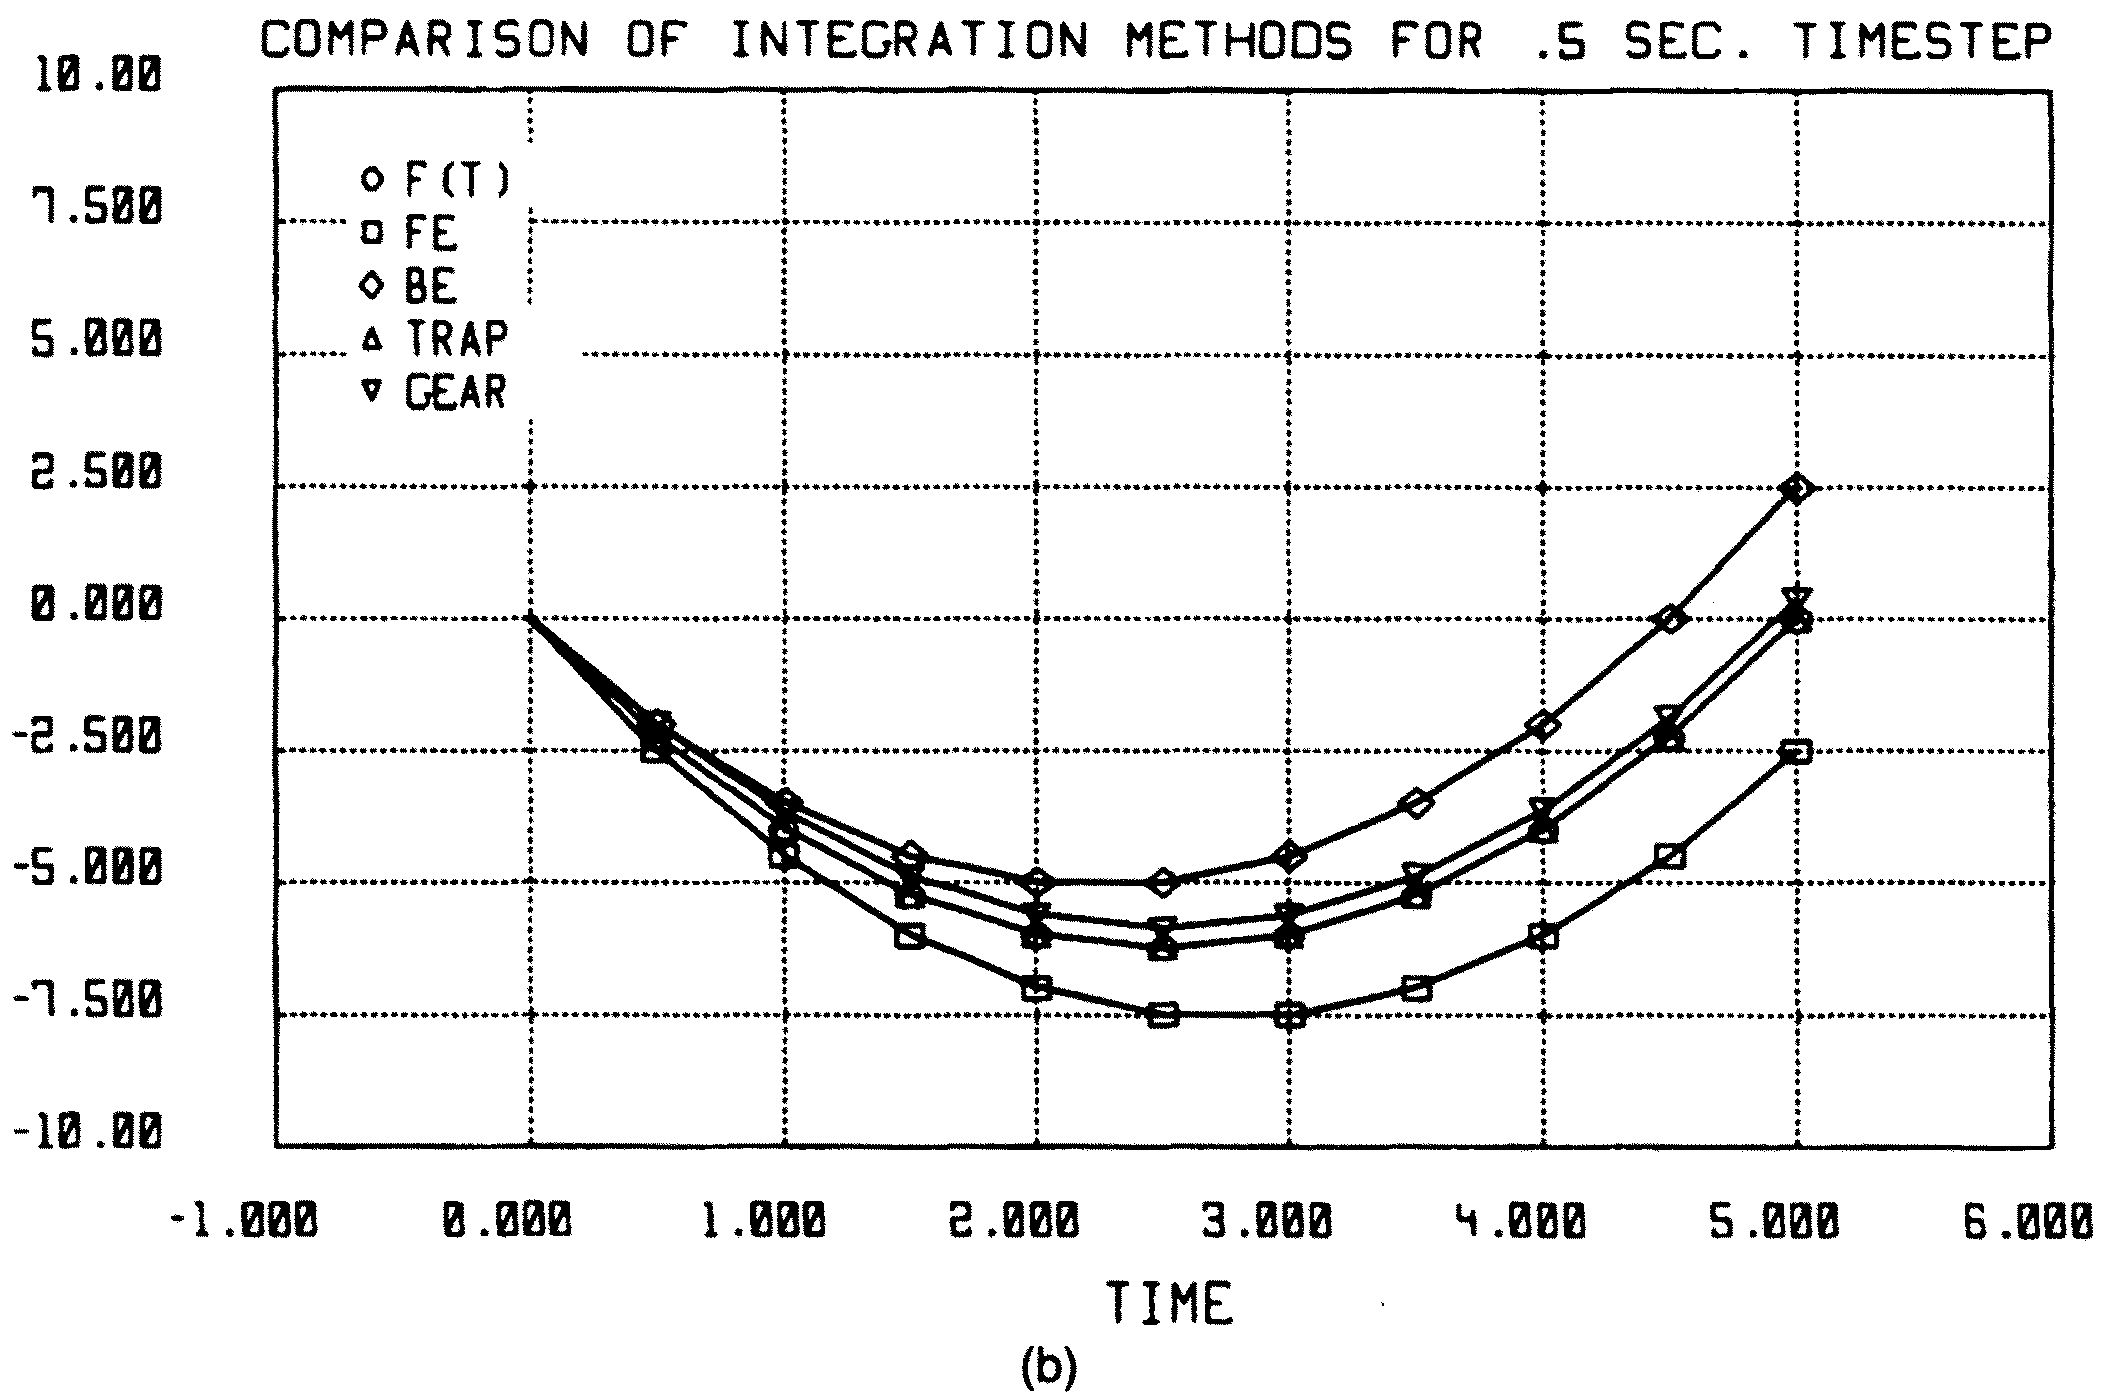 COMPARISON OF INTEGRATION METHODS FOR .5 SEC. TIMESTEP
10.00
7.500
5.000
2.500
0.000
-2.500
-5.000
-7.500
-10.00
F(T)
FE
BE
TRAP
GEAR
-1.000 0.000 1.000 2.000 3.000 4.000 5.000 6.000
TIME
(b)